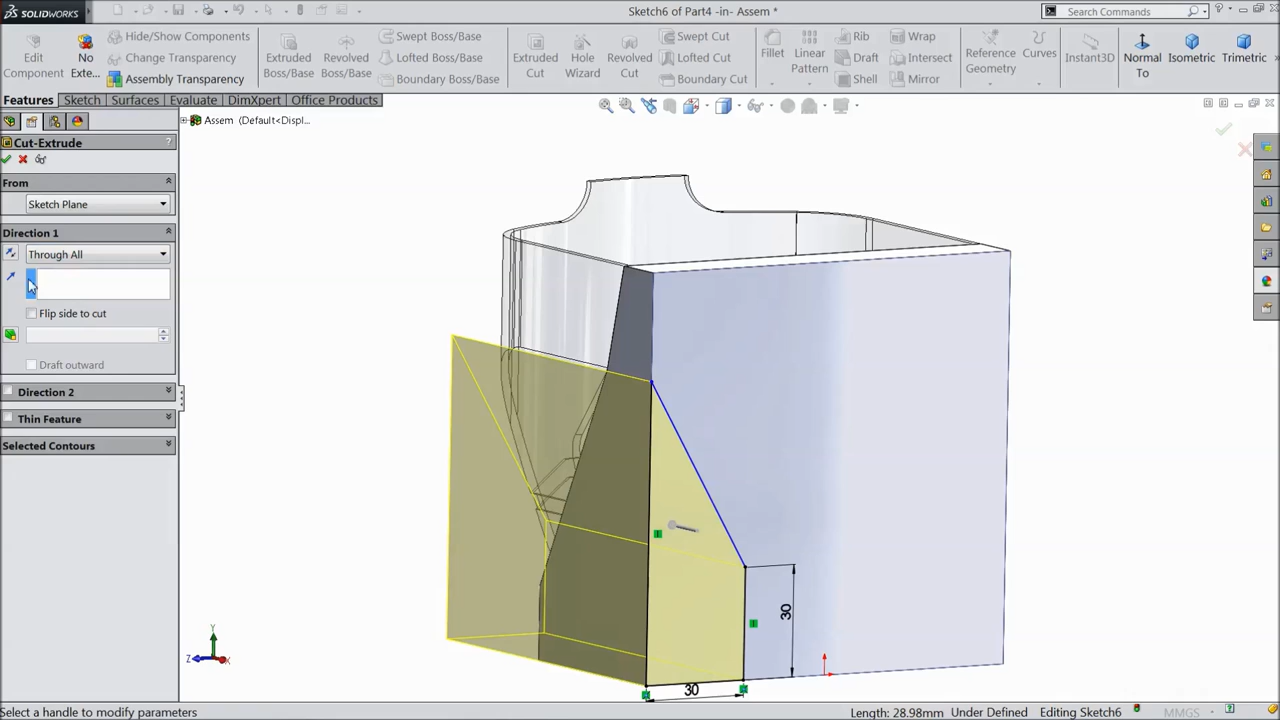 SOLIDWORKS
Sketch6 of Part4 -in- Assem *
Search Commands
Edit Component
No Exte...
Hide/Show Components
Change Transparency
Assembly Transparency
Extruded Boss/Base
Revolved Boss/Base
Swept Boss/Base
Lofted Boss/Base
Boundary Boss/Base
Extruded Cut
Hole Wizard
Revolved Cut
Swept Cut
Lofted Cut
Boundary Cut
Fillet
Linear Pattern
Rib
Draft
Shell
Wrap
Intersect
Mirror
Reference Geometry
Curves
Instant3D
Normal To
Isometric
Trimetric
Features
Sketch
Surfaces
Evaluate
DimXpert
Office Products
Assem (Default<Displ...
Cut-Extrude
?
From
Sketch Plane
Direction 1
Through All
Flip side to cut
Draft outward
Direction 2
Thin Feature
Selected Contours
30
30
Y
Z
X
Select a handle to modify parameters
Length: 28.98mm
Under Defined
Editing Sketch6
MMGS